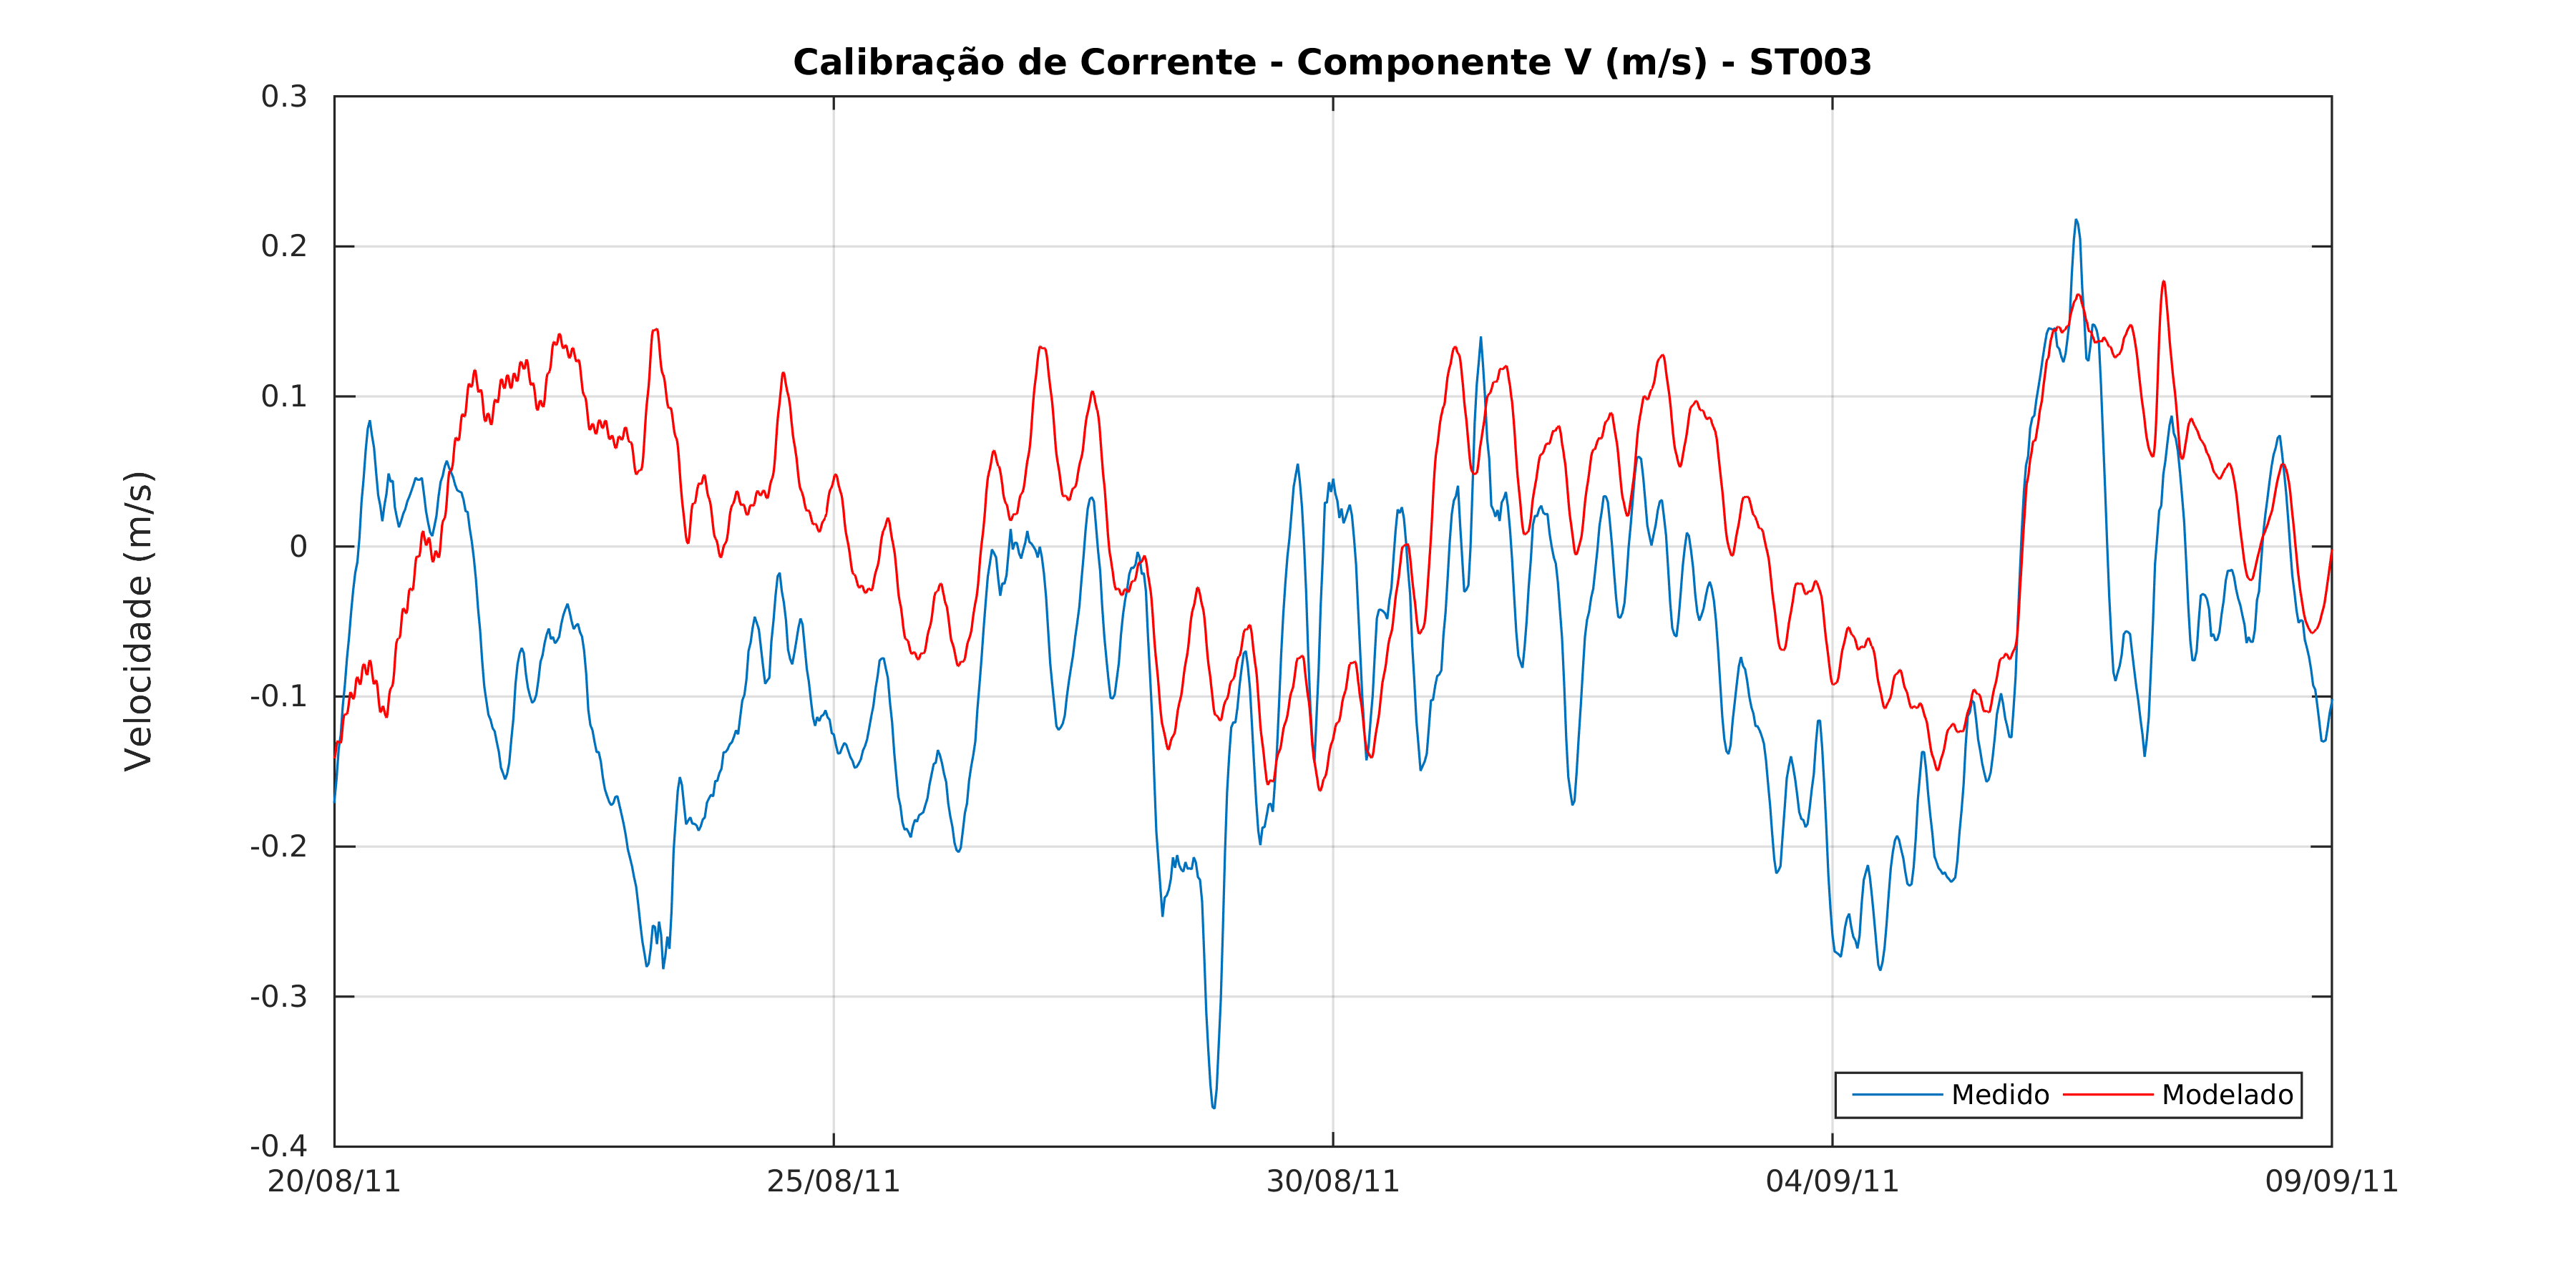 Calibração de Corrente - Componente V (m/s) - ST003
0.3
0.2
0.1
0
-0.1
-0.2
-0.3
-0.4
Velocidade (m/s)
Medido Modelado
20/08/11 25/08/11 30/08/11 04/09/11 09/09/11